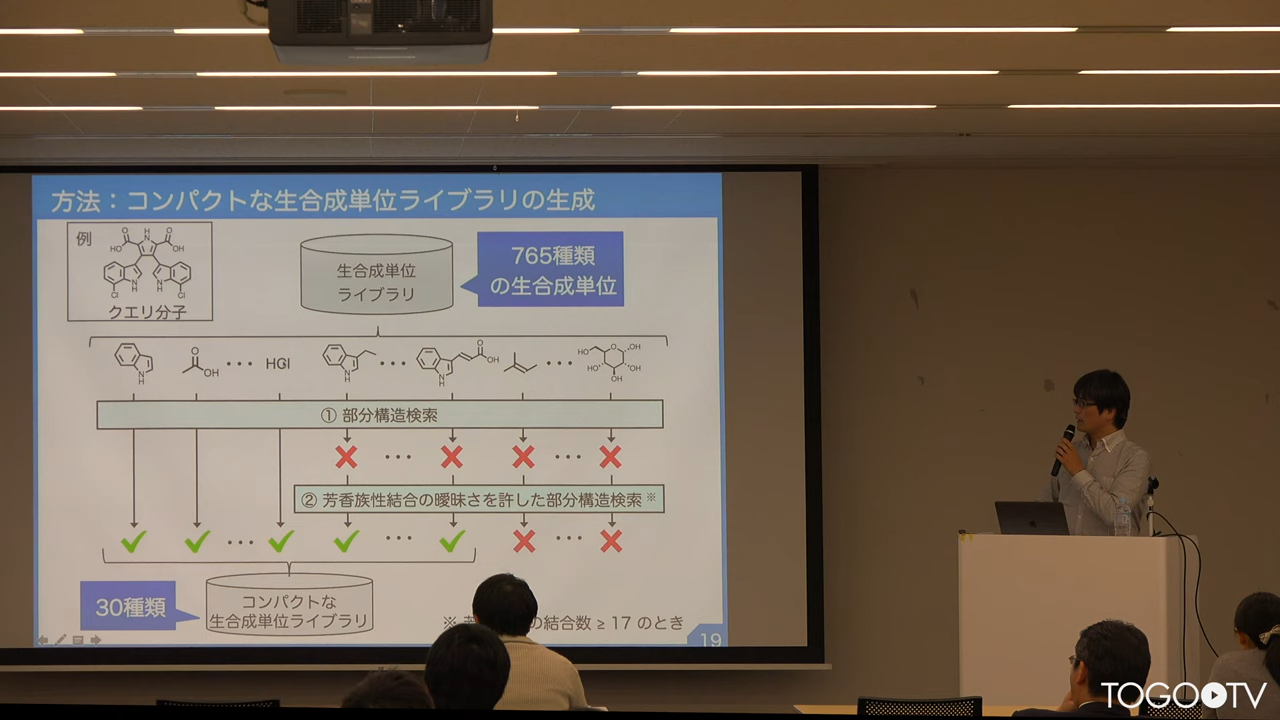 方法：コンパクトな生合成単位ライブラリの生成
例
クエリ分子
生合成単位
ライブラリ
765種類
の生合成単位
HCl
① 部分構造検索
② 芳香族性結合の曖昧さを許した部分構造検索※
30種類
コンパクトな
生合成単位ライブラリ
※
の結合数 ≥ 17 のとき
19
TOGO TV